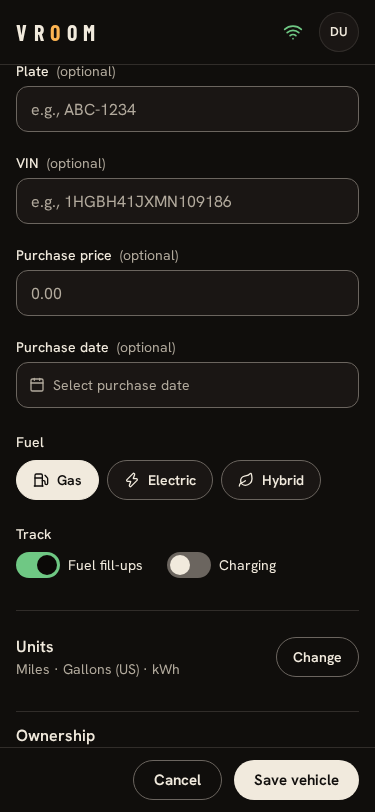 VROOM
DU
Plate (optional)
e.g., ABC-1234
VIN (optional)
e.g., 1HGBH41JXMN109186
Purchase price (optional)
0.00
Purchase date (optional)
Select purchase date
Fuel
Gas Electric Hybrid
Track
Fuel fill-ups Charging
Units
Miles · Gallons (US) · kWh
Change
Ownership
Cancel Save vehicle